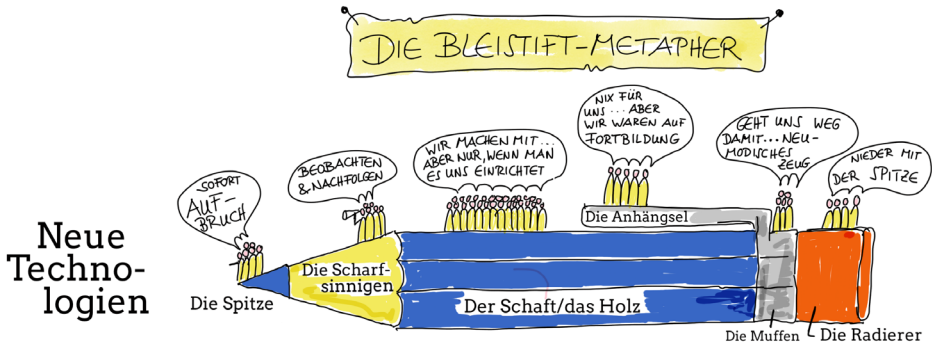 DIE BLEISTIFT-METAPHER
SOFORT
AUF-
BRUCH
BEOBACHTEN
& NACHFOLGEN
WIR MACHEN MIT...
ABER NUR, WENN MAN
ES UNS EINRICHTET
NIX FÜR
UNS... ABER
WIR WAREN AUF
FORTBILDUNG
GEHT UNS WEG
DAMIT... NEU-
MODISCHES
ZEUG
NIEDER MIT
DER SPITZE
Neue
Techno-
logien
Die Spitze
Die Scharf-
sinnigen
Der Schaft/das Holz
Die Anhängsel
Die Muffen
Die Radierer